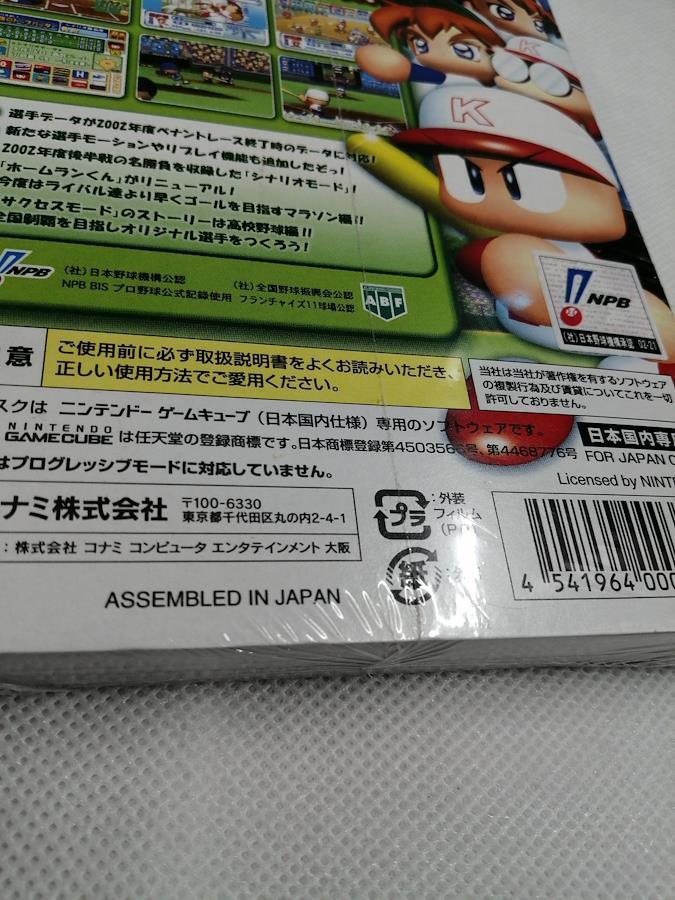 K
K
選手データが2002年度ペナントレース終了時のデータに対応!
新たな選手モーションやリプレイ機能も追加したぞっ!
2002年度後半戦の名勝負を収録した「シナリオモード」!
「ホームランくん」がリニューアル!
今度はライバル達より早くゴールを目指すマラソン編!!
サクセスモード」のストーリーは高校野球編!!
全国制覇を目指しオリジナル選手をつくろう!
NPB
(社)日本野球機構公認
NPB BIS プロ野球公式記録使用
(社)全国野球振興会公認
フランチャイズ11球場公認
ABF
NPB
(社)日本野球機構承認 02-21
意
ご使用前に必ず取扱説明書をよくお読みいただき、
正しい使用方法でご愛用ください。
当社は当社が著作権を有するソフトウェア
の複製行為及び賃貸についてこれを一切
許可しておりません。
スクは ニンテンドー ゲームキューブ(日本国内仕様)専用のソフトウェアです。
NINTENDO
GAMECUBE は任天堂の登録商標です。日本商標登録第4503566号、第4468776号
日本国内専用
FOR JAPAN
はプログレッシブモードに対応していません。
Licensed by
ナミ株式会社
〒100-6330
東京都千代田区丸の内2-4-1
:株式会社 コナミ コンピュータ エンタテインメント 大阪
プラ
:外装
フィルム
紙
ASSEMBLED IN JAPAN
4 541964 000